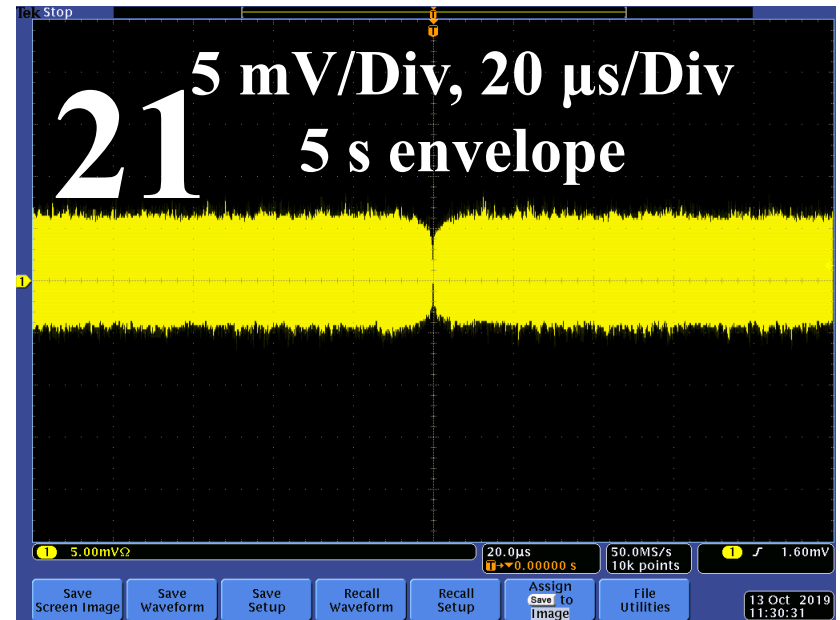 Tek Stop
T
T
5 mV/Div, 20 µs/Div
21
5 s envelope
1
1 5.00mVΩ
20.0µs
T→▼0.00000 s
50.0MS/s
10k points
1 ∫ 1.60mV
Save
Screen Image
Save
Waveform
Save
Setup
Recall
Waveform
Recall
Setup
Assign
Save to
Image
File
Utilities
13 Oct 2019
11:30:31